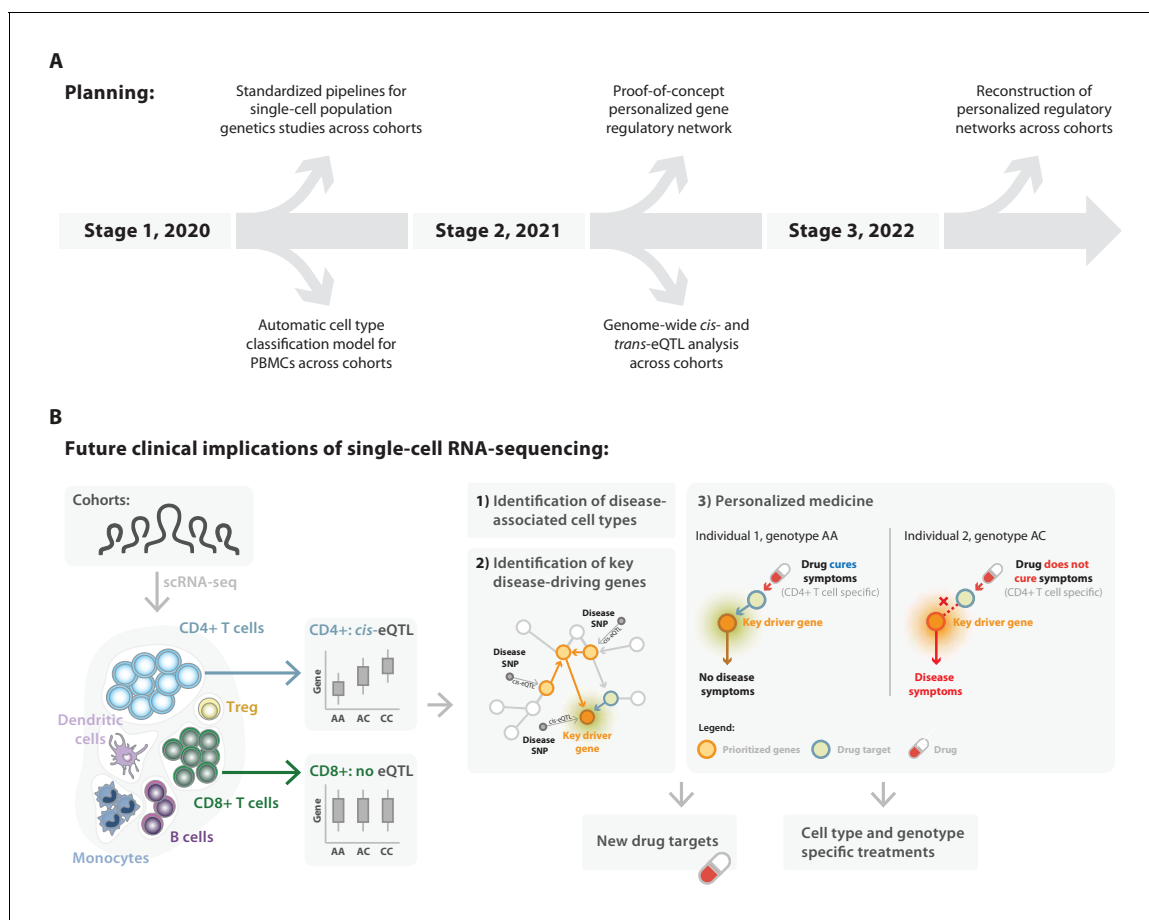 A
Planning:
Standardized pipelines for
single-cell population
genetics studies across cohorts
Proof-of-concept
personalized gene
regulatory network
Reconstruction of
personalized regulatory
networks across cohorts
Stage 1, 2020
Stage 2, 2021
Stage 3, 2022
Automatic cell type
classification model for
PBMCs across cohorts
Genome-wide cis- and
trans-eQTL analysis
across cohorts
B
Future clinical implications of single-cell RNA-sequencing:
Cohorts:
scRNA-seq
CD4+ T cells
Treg
Dendritic
cells
CD8+ T cells
B cells
Monocytes
CD4+: cis-eQTL
Gene
AA AC CC
CD8+: no eQTL
Gene
AA AC CC
1) Identification of disease-
associated cell types
2) Identification of key
disease-driving genes
Disease
SNP
cis-eQTL
Disease
SNP
cis-eQTL
Disease
SNP
cis-eQTL
Key driver
gene
3) Personalized medicine
Individual 1, genotype AA
Drug cures
symptoms
(CD4+ T cell specific)
Key driver gene
No disease
symptoms
Individual 2, genotype AC
Drug does not
cure symptoms
(CD4+ T cell specific)
Key driver gene
Disease
symptoms
Legend:
Prioritized genes
Drug target
Drug
New drug targets
Cell type and genotype
specific treatments